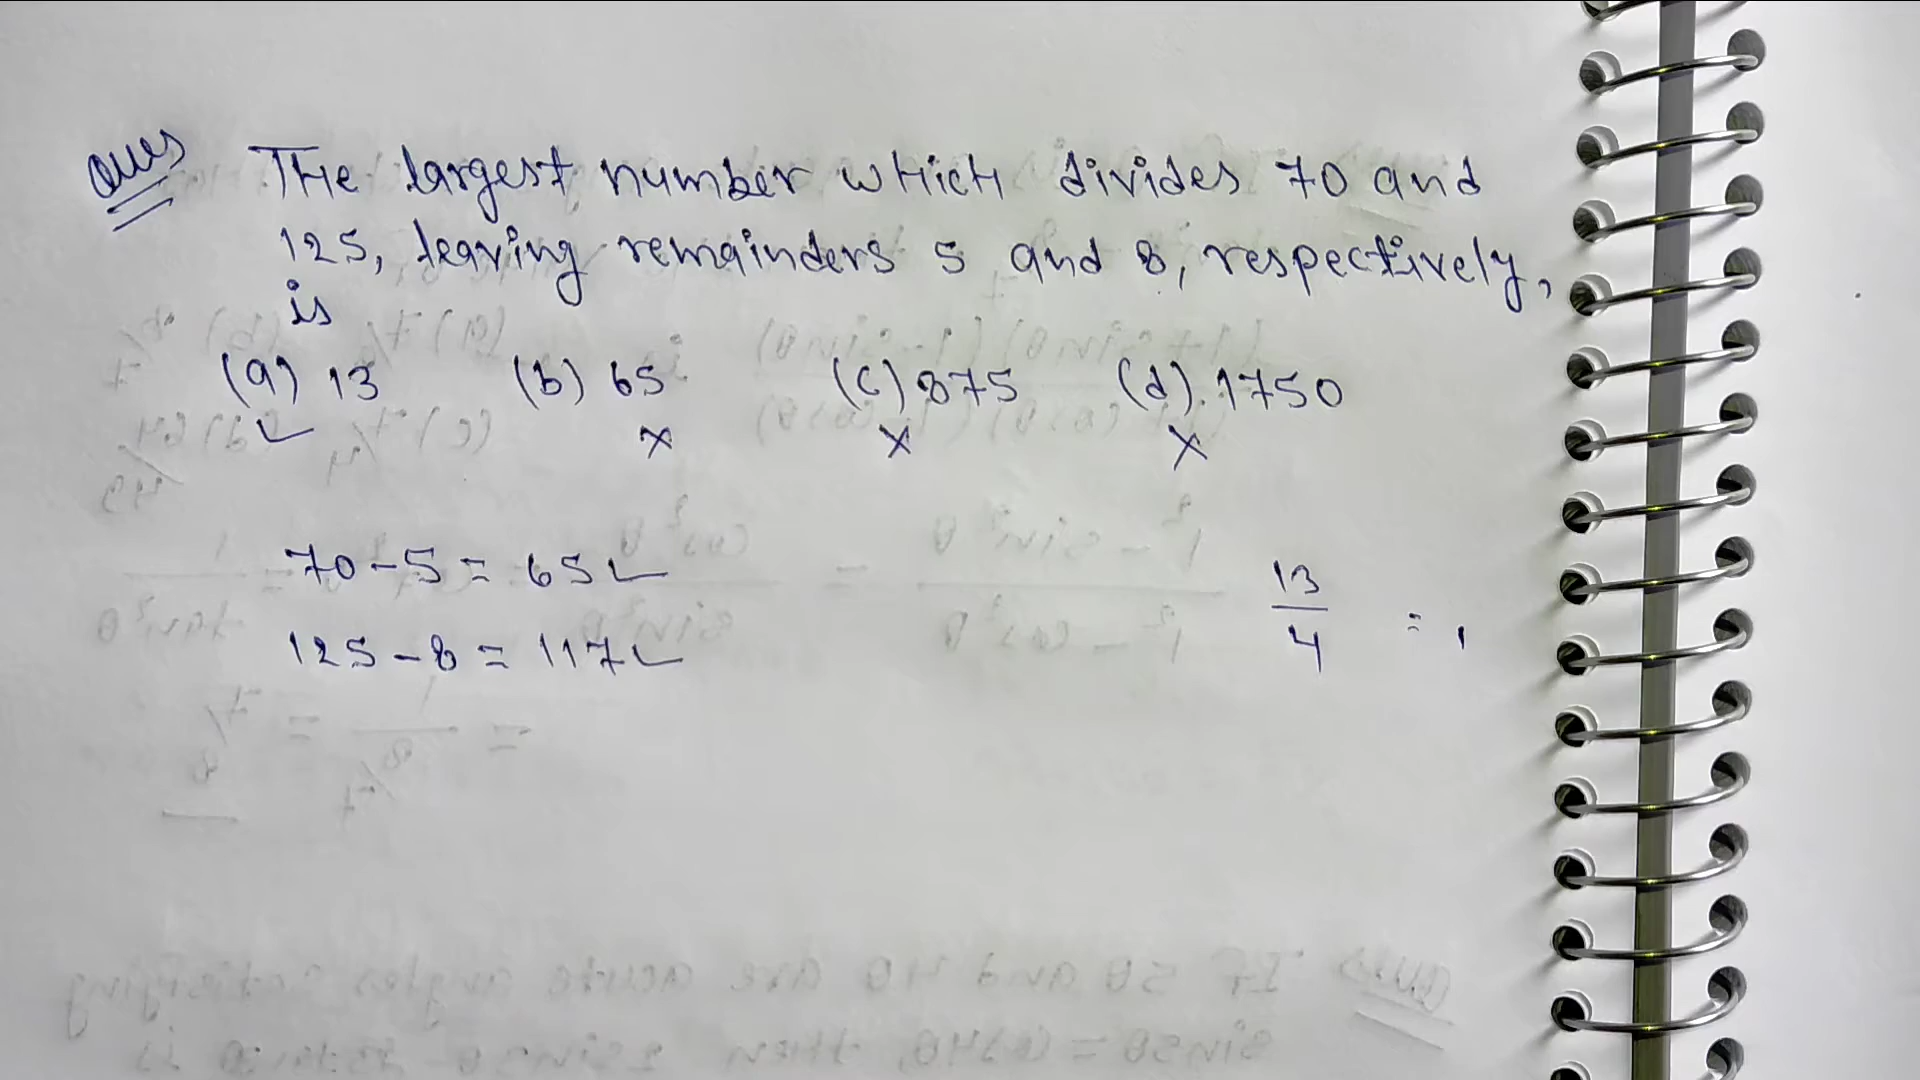 Ques The largest number which divides 70 and
125, leaving remainders 5 and 8, respectively,
is
(a) 13 (b) 65 (c) 875 (d) 1750
✓ × × ×
70 - 5 = 65 ✓
125 - 8 = 117 ✓
13/4 = 1